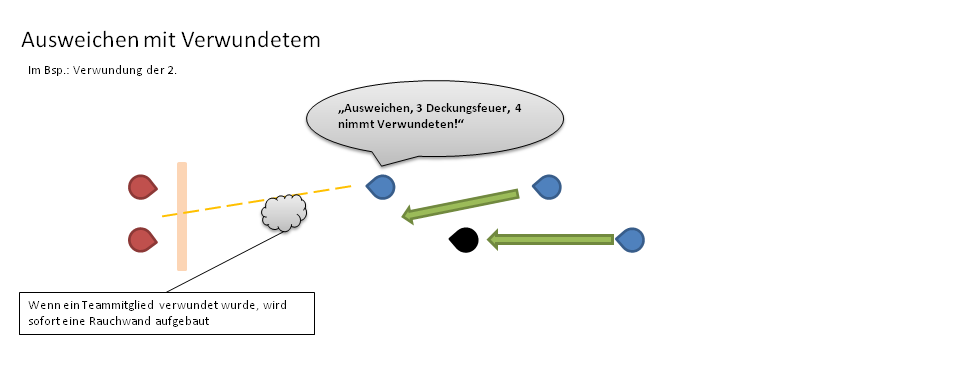 Ausweichen mit Verwundetem
Im Bsp.: Verwundung der 2.
„Ausweichen, 3 Deckungsfeuer, 4
nimmt Verwundeten!“
Wenn ein Teammitglied verwundet wurde, wird
sofort eine Rauchwand aufgebaut